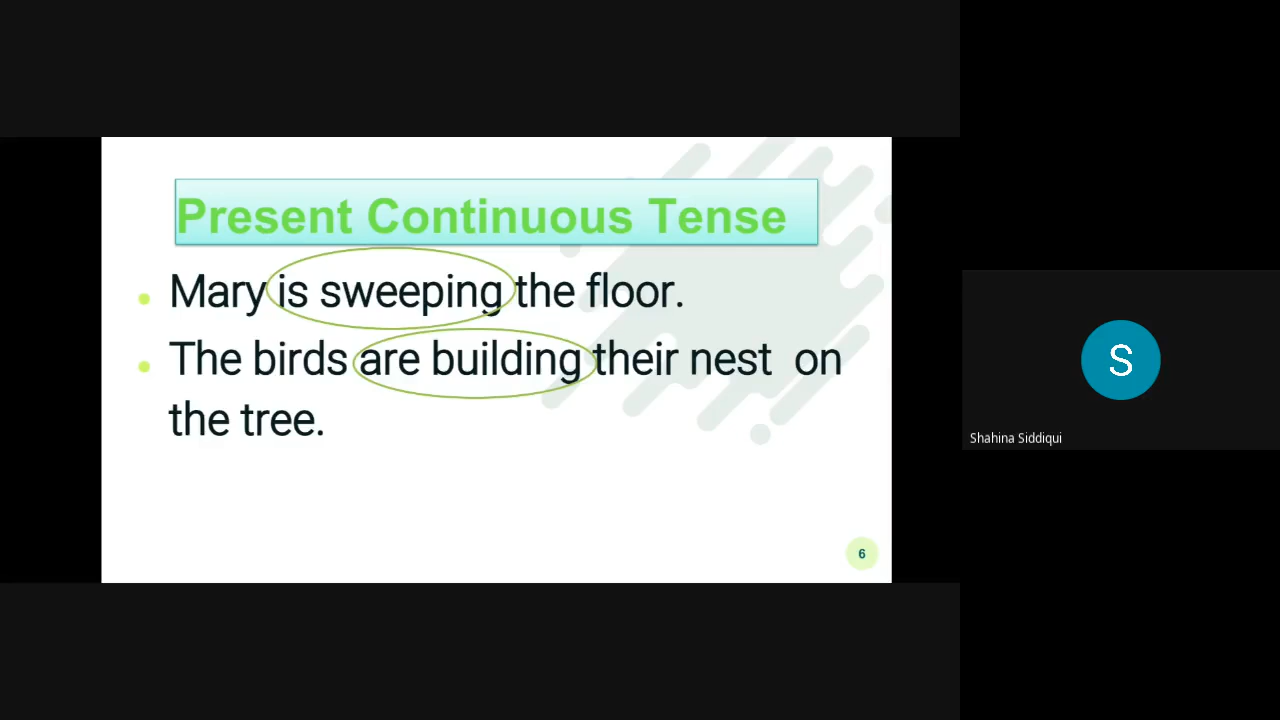 Present Continuous Tense
Mary is sweeping the floor.
The birds are building their nest on
the tree.
6
S
Shahina Siddiqui